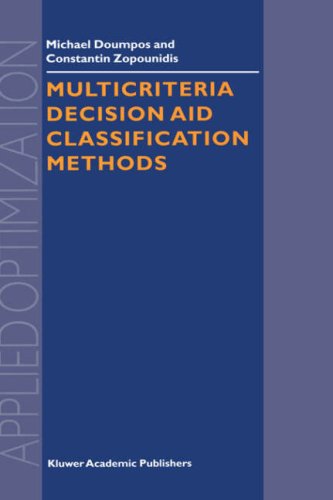 Michael Doumpos and
Constantin Zopounidis
MULTICRITERIA
DECISION AID
CLASSIFICATION
METHODS
APPLIED OPTIMIZATION
Kluwer Academic Publishers